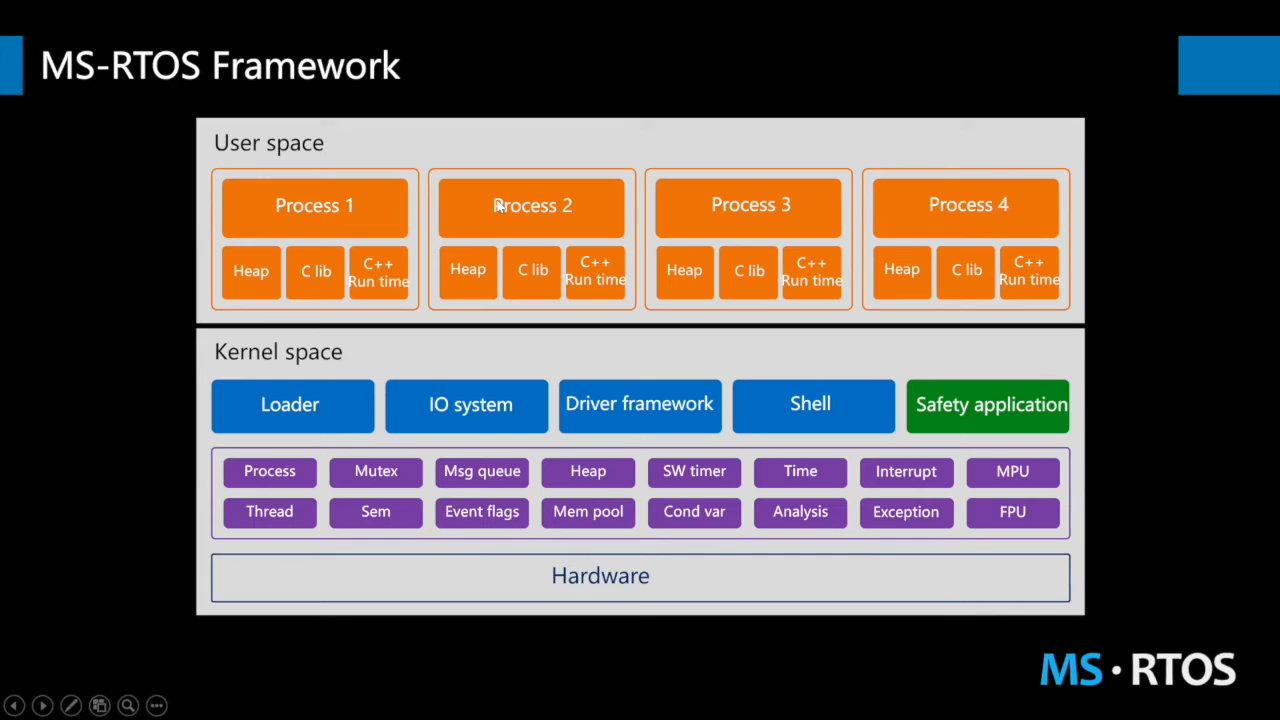 MS-RTOS Framework
User space
Process 1
Process 2
Process 3
Process 4
Heap
C lib
C++
Run time
Heap
C lib
C++
Run time
Heap
C lib
C++
Run time
Heap
C lib
C++
Run time
Kernel space
Loader
IO system
Driver framework
Shell
Safety application
Process
Mutex
Msg queue
Heap
SW timer
Time
Interrupt
MPU
Thread
Sem
Event flags
Mem pool
Cond var
Analysis
Exception
FPU
Hardware
MS·RTOS